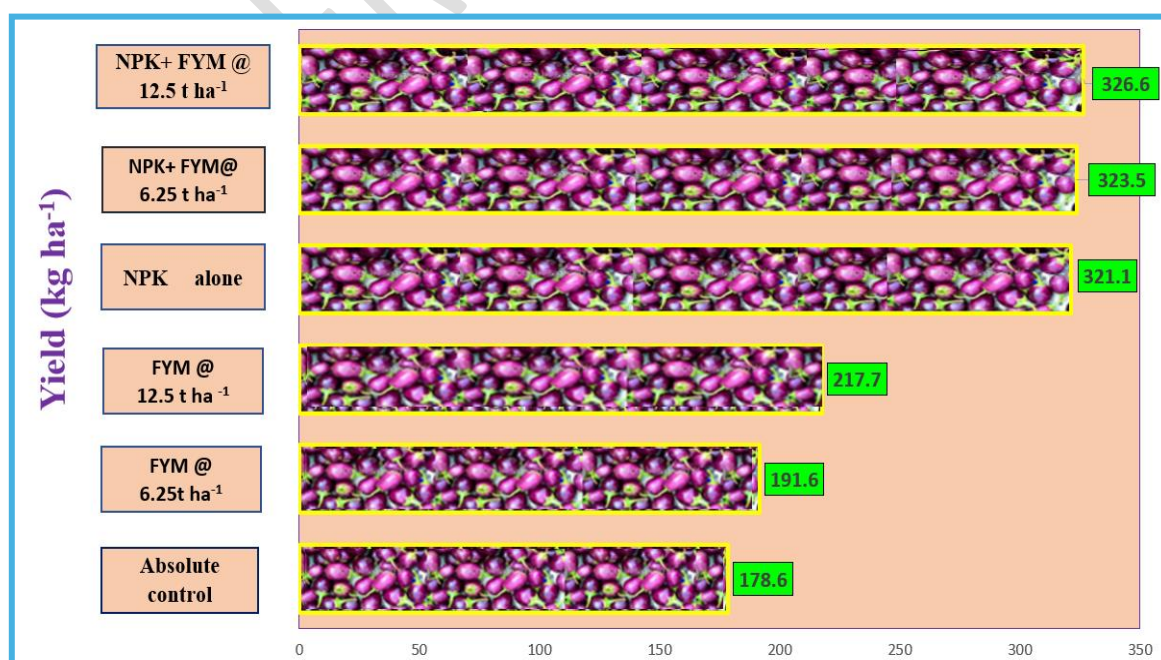 NPK+ FYM @
12.5 t ha⁻¹
326.6
NPK+ FYM@
6.25 t ha⁻¹
323.5
NPK alone
321.1
FYM @
12.5 t ha ⁻¹
217.7
FYM @
6.25t ha⁻¹
191.6
Absolute
control
178.6
Yield (kg ha⁻¹)
0 50 100 150 200 250 300 350